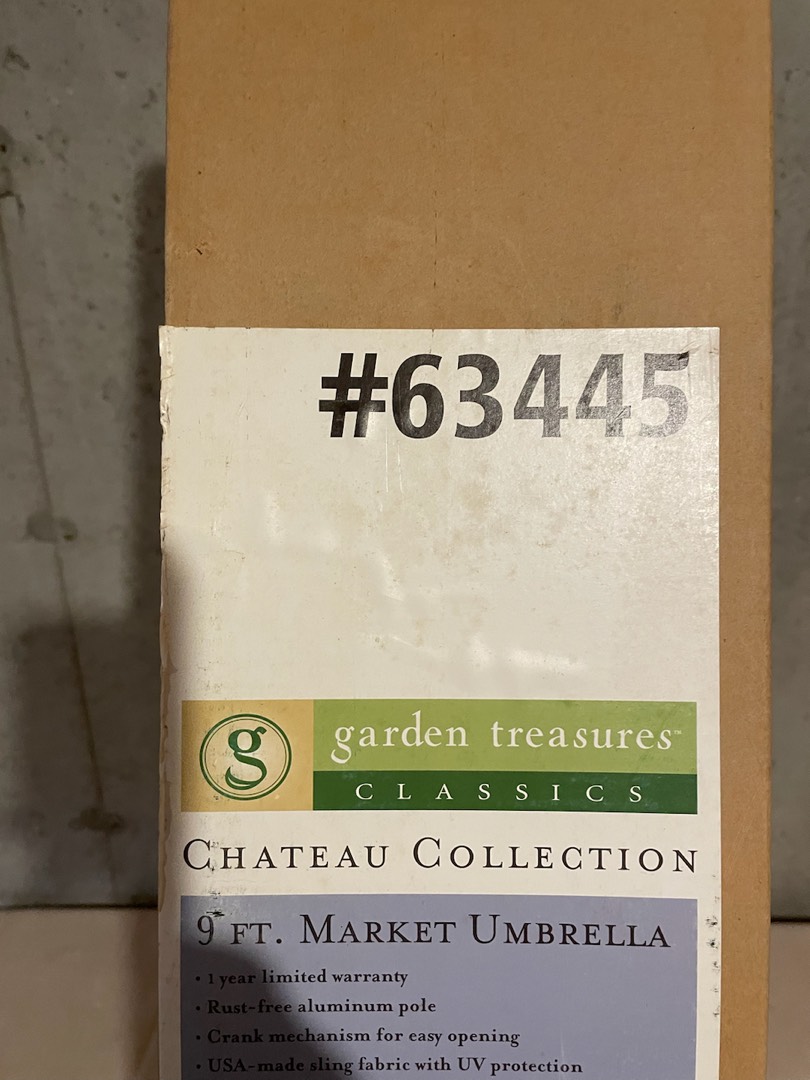 #63445
g
garden treasures™
CLASSICS
CHATEAU COLLECTION
9 FT. MARKET UMBRELLA
• 1 year limited warranty
• Rust-free aluminum pole
• Crank mechanism for easy opening
• USA-made sling fabric with UV protection